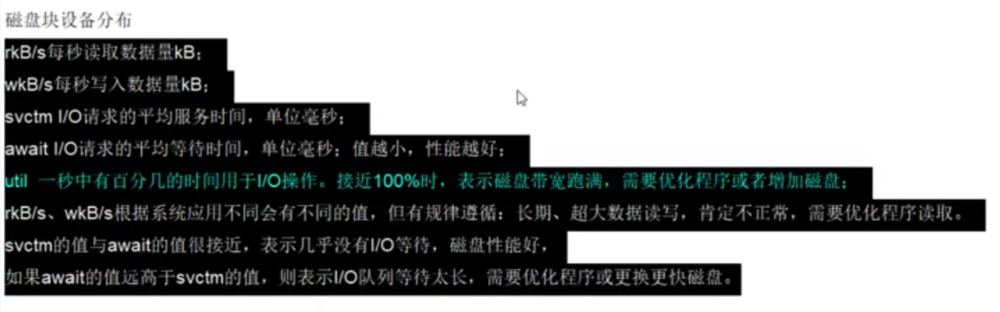 磁盘块设备分布
rkB/s每秒读取数据量kB；
wkB/s每秒写入数据量kB；
svctm I/O请求的平均服务时间，单位毫秒；
await I/O请求的平均等待时间，单位毫秒；值越小，性能越好；
util 一秒中有百分几的时间用于I/O操作。接近100%时，表示磁盘带宽跑满，需要优化程序或者增加磁盘；
rkB/s、wkB/s根据系统应用不同会有不同的值，但有规律遵循：长期、超大数据读写，肯定不正常，需要优化程序读取。
svctm的值与await的值很接近，表示几乎没有I/O等待，磁盘性能好，
如果await的值远高于svctm的值，则表示I/O队列等待太长，需要优化程序或更换更快磁盘。